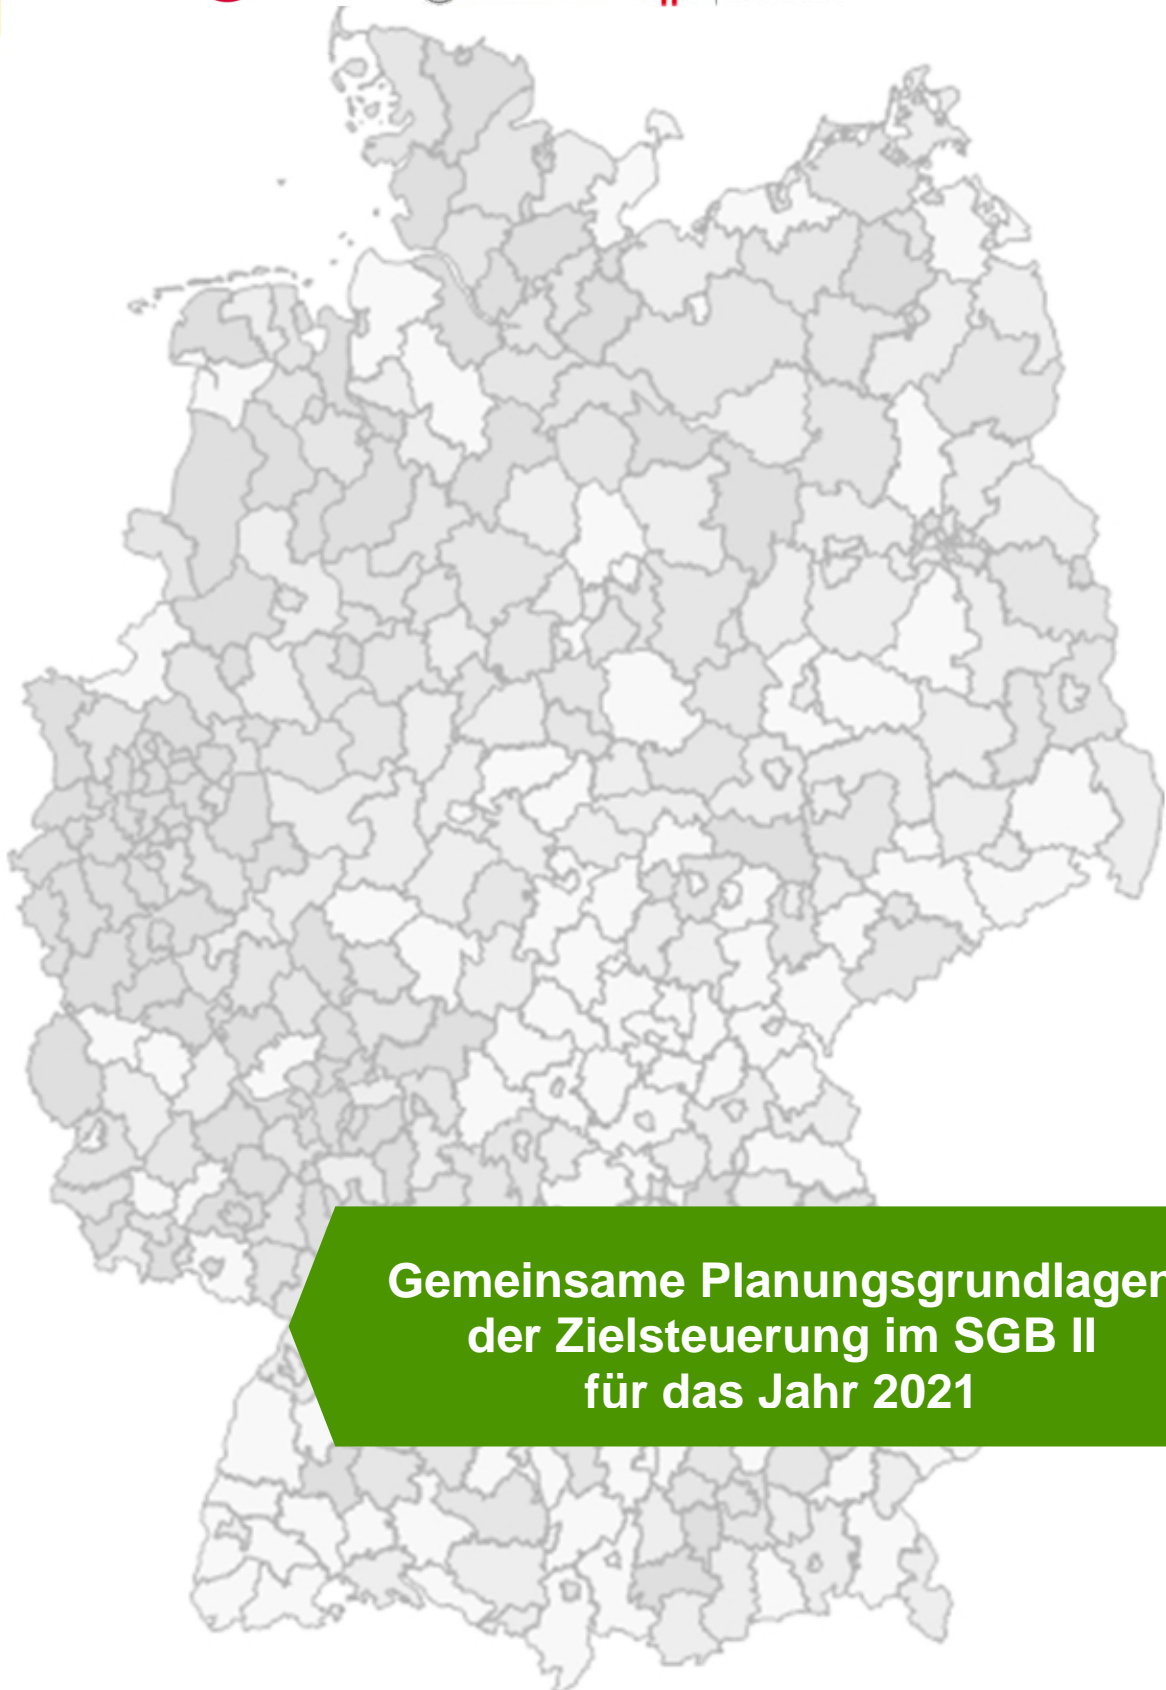 Gemeinsame Planungsgrundlagen
der Zielsteuerung im SGB II
für das Jahr 2021